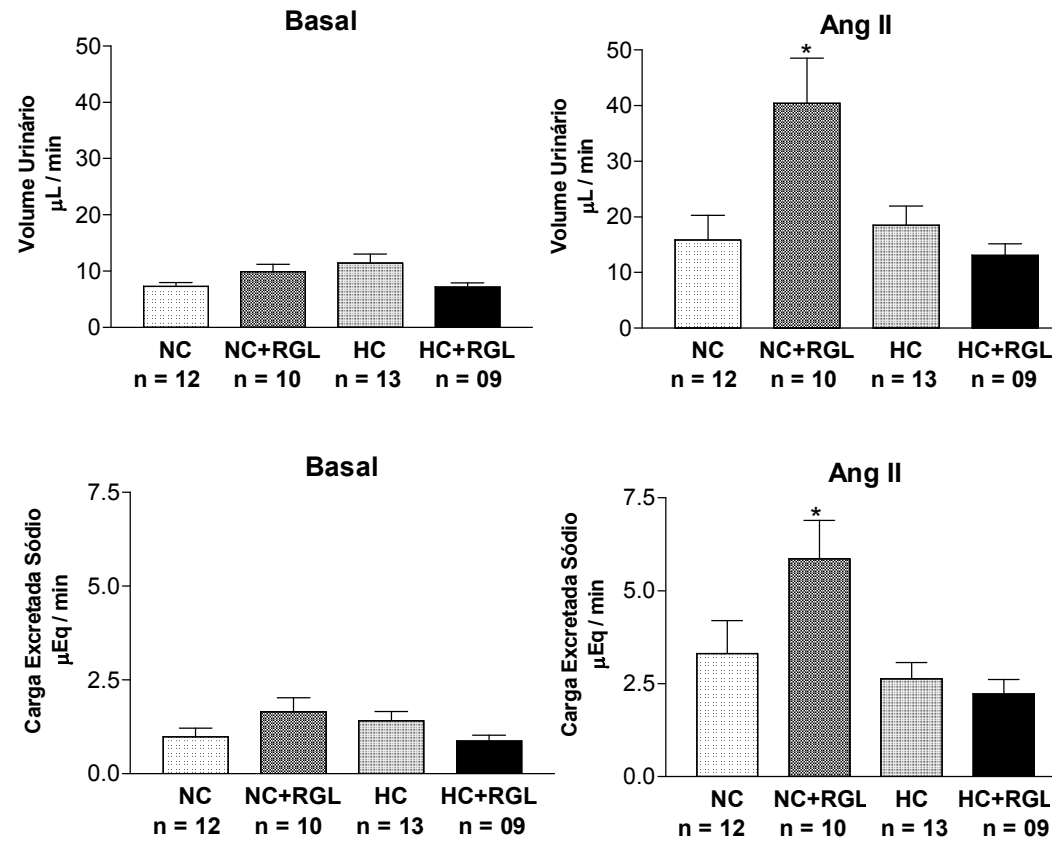 Basal
50
40
30
20
10
0
Volume Urinário
µL / min
NC NC+RGL HC HC+RGL
n = 12 n = 10 n = 13 n = 09
Ang II
50
40
30
20
10
0
Volume Urinário
µL / min
*
NC NC+RGL HC HC+RGL
n = 12 n = 10 n = 13 n = 09
Basal
7.5
5.0
2.5
0.0
Carga Excretada Sódio
µEq / min
NC NC+RGL HC HC+RGL
n = 12 n = 10 n = 13 n = 09
Ang II
7.5
5.0
2.5
0.0
Carga Excretada Sódio
µEq / min
*
NC NC+RGL HC HC+RGL
n = 12 n = 10 n = 13 n = 09